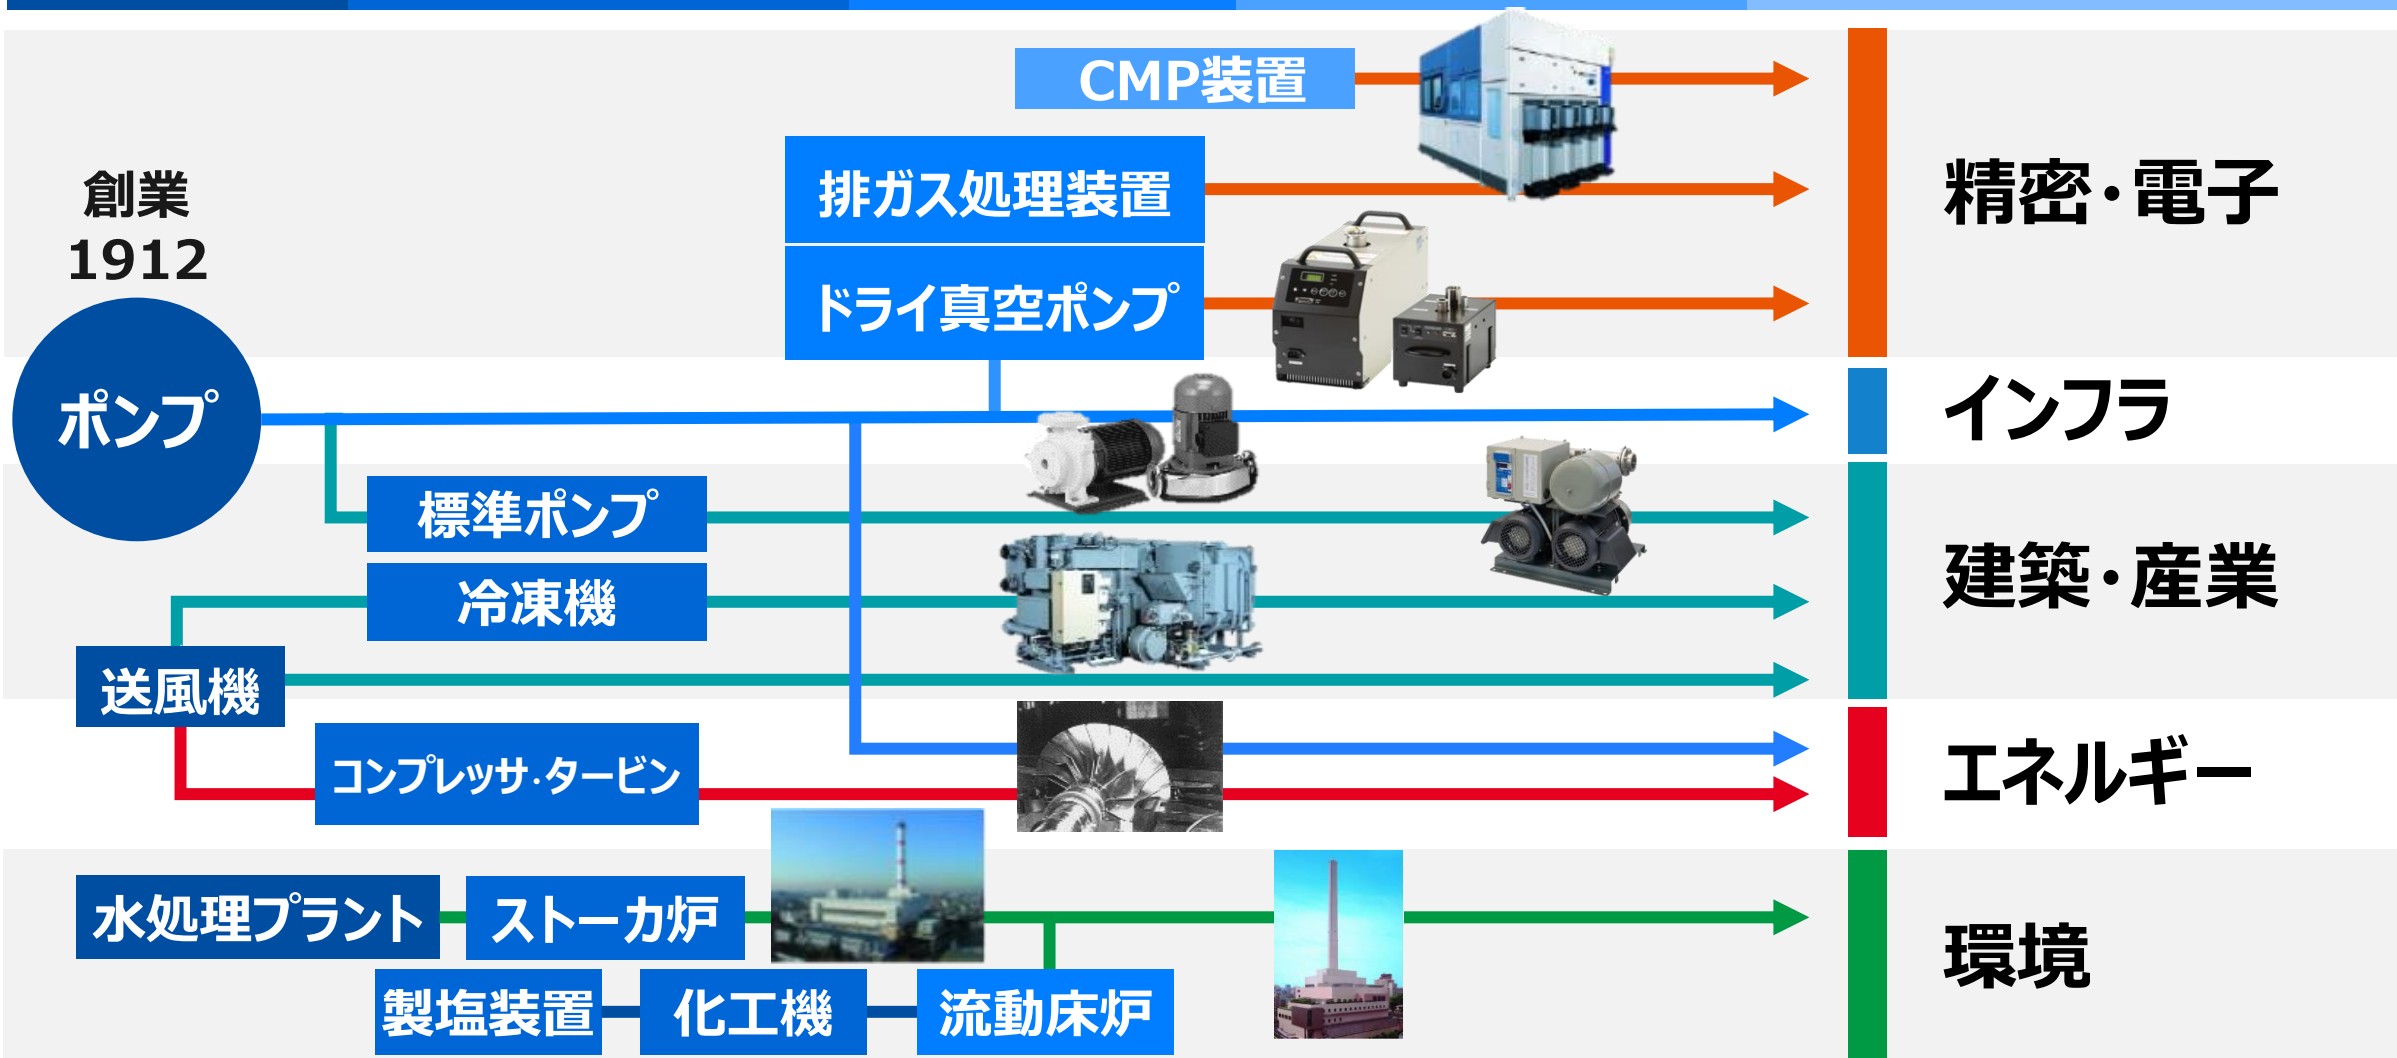 CMP装置
排ガス処理装置
精密・電子
創業
1912
ドライ真空ポンプ
ポンプ
インフラ
標準ポンプ
冷凍機
建築・産業
送風機
コンプレッサ・タービン
エネルギー
水処理プラント
ストーカ炉
環境
製塩装置
化工機
流動床炉